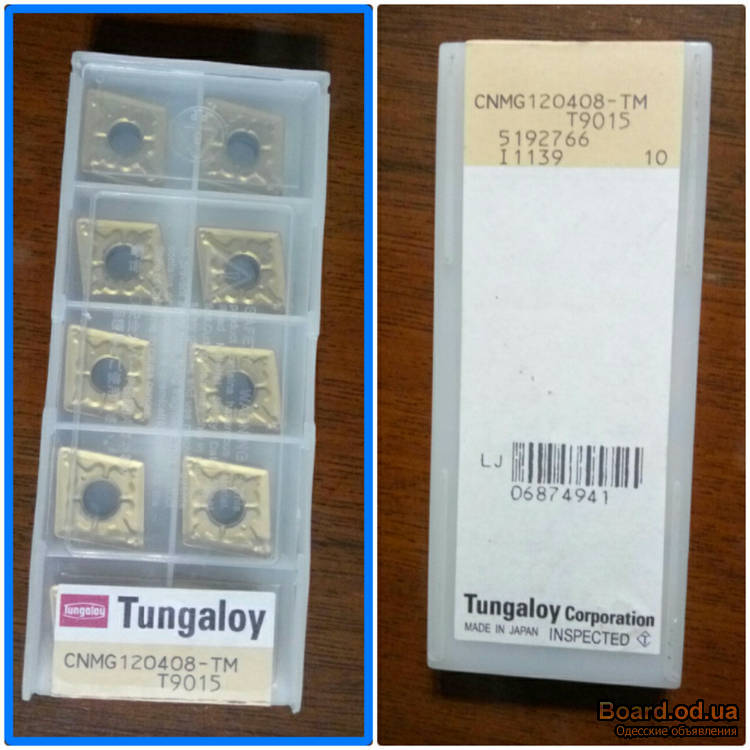 Tungaloy
Tungaloy
CNMG120408-TM
T9015
CNMG120408-TM
T9015
5192766
I1139 10
LJ
06874941
Tungaloy Corporation
MADE IN JAPAN INSPECTED
Board.od.ua
Одесские объявления